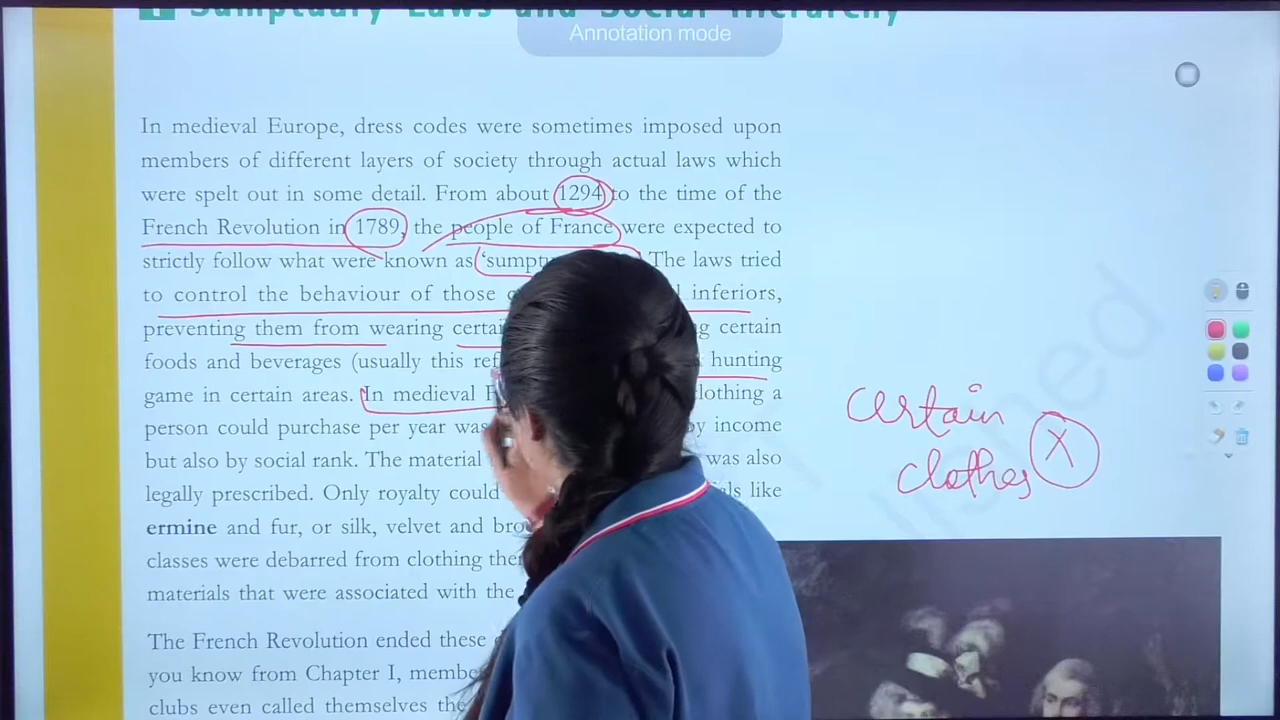 Sumptuary Laws and Social Hierarchy
Annotation mode
In medieval Europe, dress codes were sometimes imposed upon
members of different layers of society through actual laws which
were spelt out in some detail. From about 1294 to the time of the
French Revolution in 1789, the people of France were expected to
strictly follow what were known as ‘sumptu The laws tried
to control the behaviour of those inferiors,
preventing them from wearing certai certain
foods and beverages (usually this ref hunting
game in certain areas. In medieval lothing a
person could purchase per year was by income
but also by social rank. The material was also
legally prescribed. Only royalty could like
ermine and fur, or silk, velvet and bro
classes were debarred from clothing the
materials that were associated with the
The French Revolution ended these
you know from Chapter I, membe
clubs even called themselves the
certain
clothes X